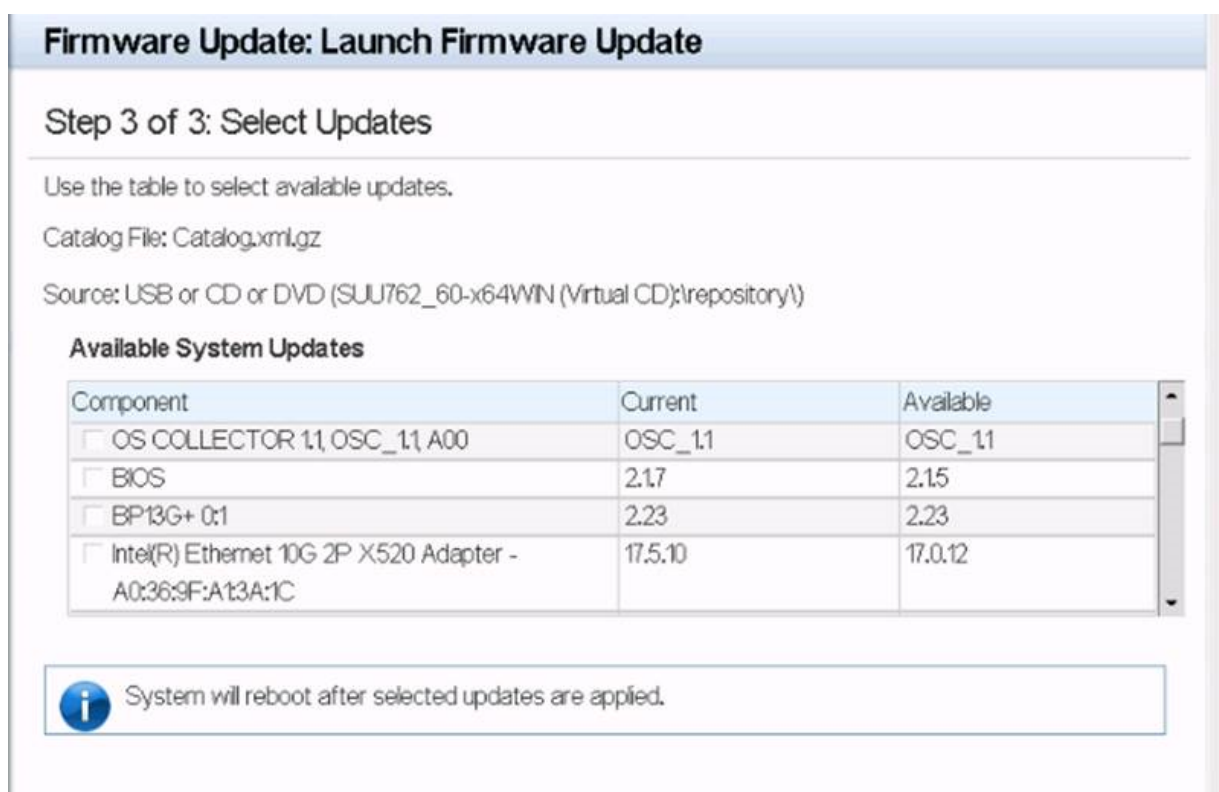 Firmware Update: Launch Firmware Update
Step 3 of 3: Select Updates
Use the table to select available updates.
Catalog File: Catalog.xml.gz
Source: USB or CD or DVD (SUU762_60-x64WIN (Virtual CD):\repository\)
Available System Updates
Component Current Available
OS COLLECTOR 1.1, OSC_1.1, A00 OSC_1.1 OSC_1.1
BIOS 2.1.7 2.1.5
BP13G+ 0:1 2.23 2.23
Intel(R) Ethernet 10G 2P X520 Adapter - 17.5.10 17.0.12
A0:36:9F:A1:3A:1C
System will reboot after selected updates are applied.